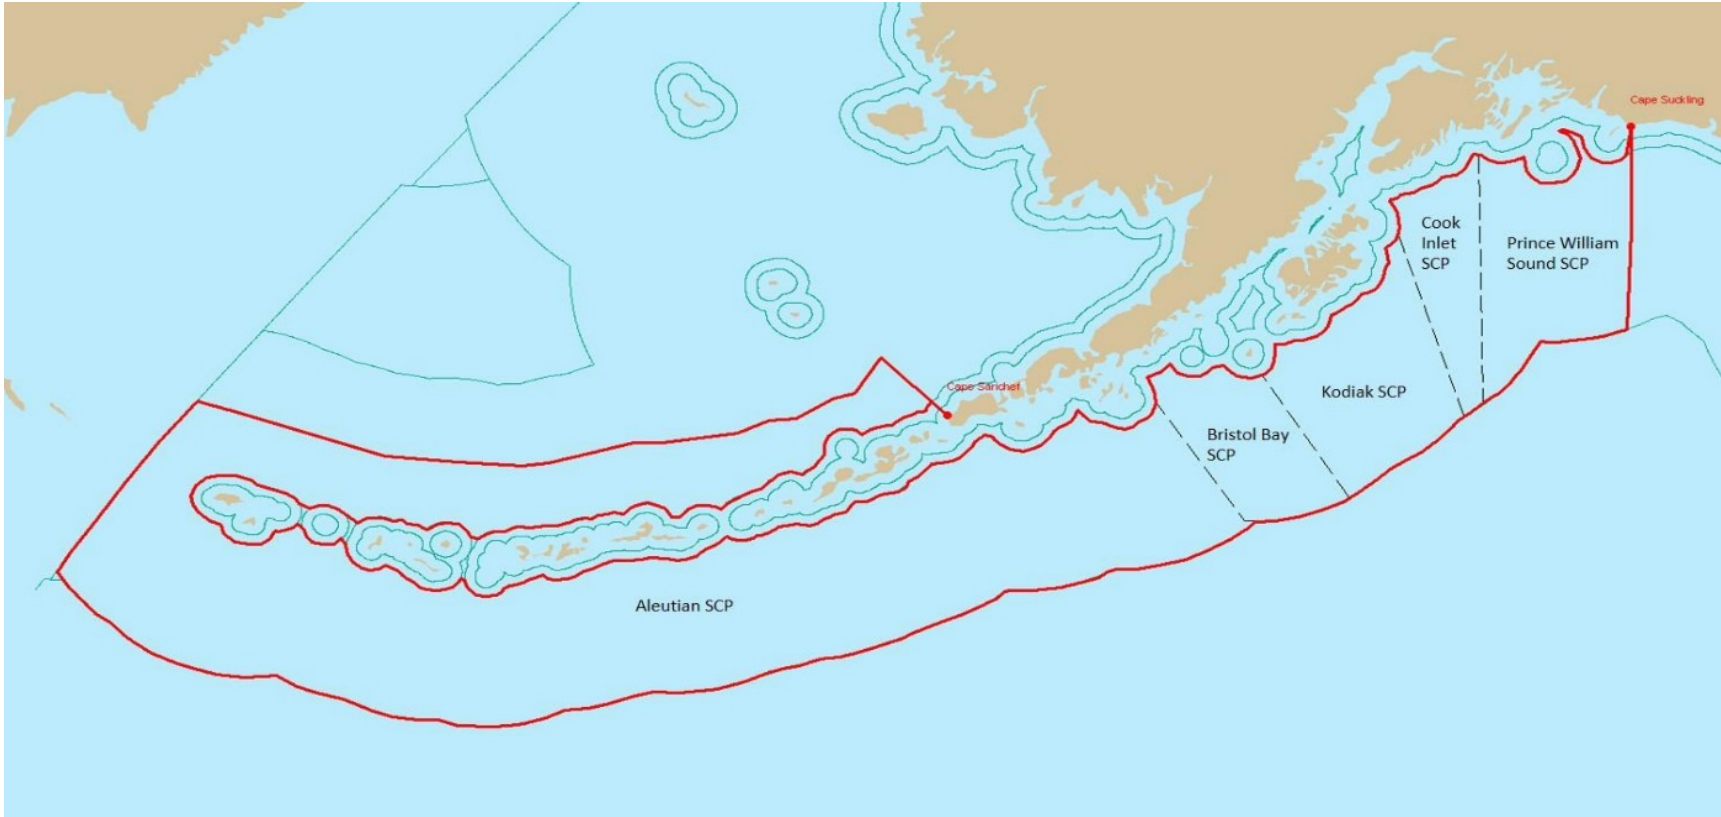 Cape Suckling
Cook
Inlet
SCP
Prince William
Sound SCP
Cape Sarichef
Kodiak SCP
Bristol Bay
SCP
Aleutian SCP